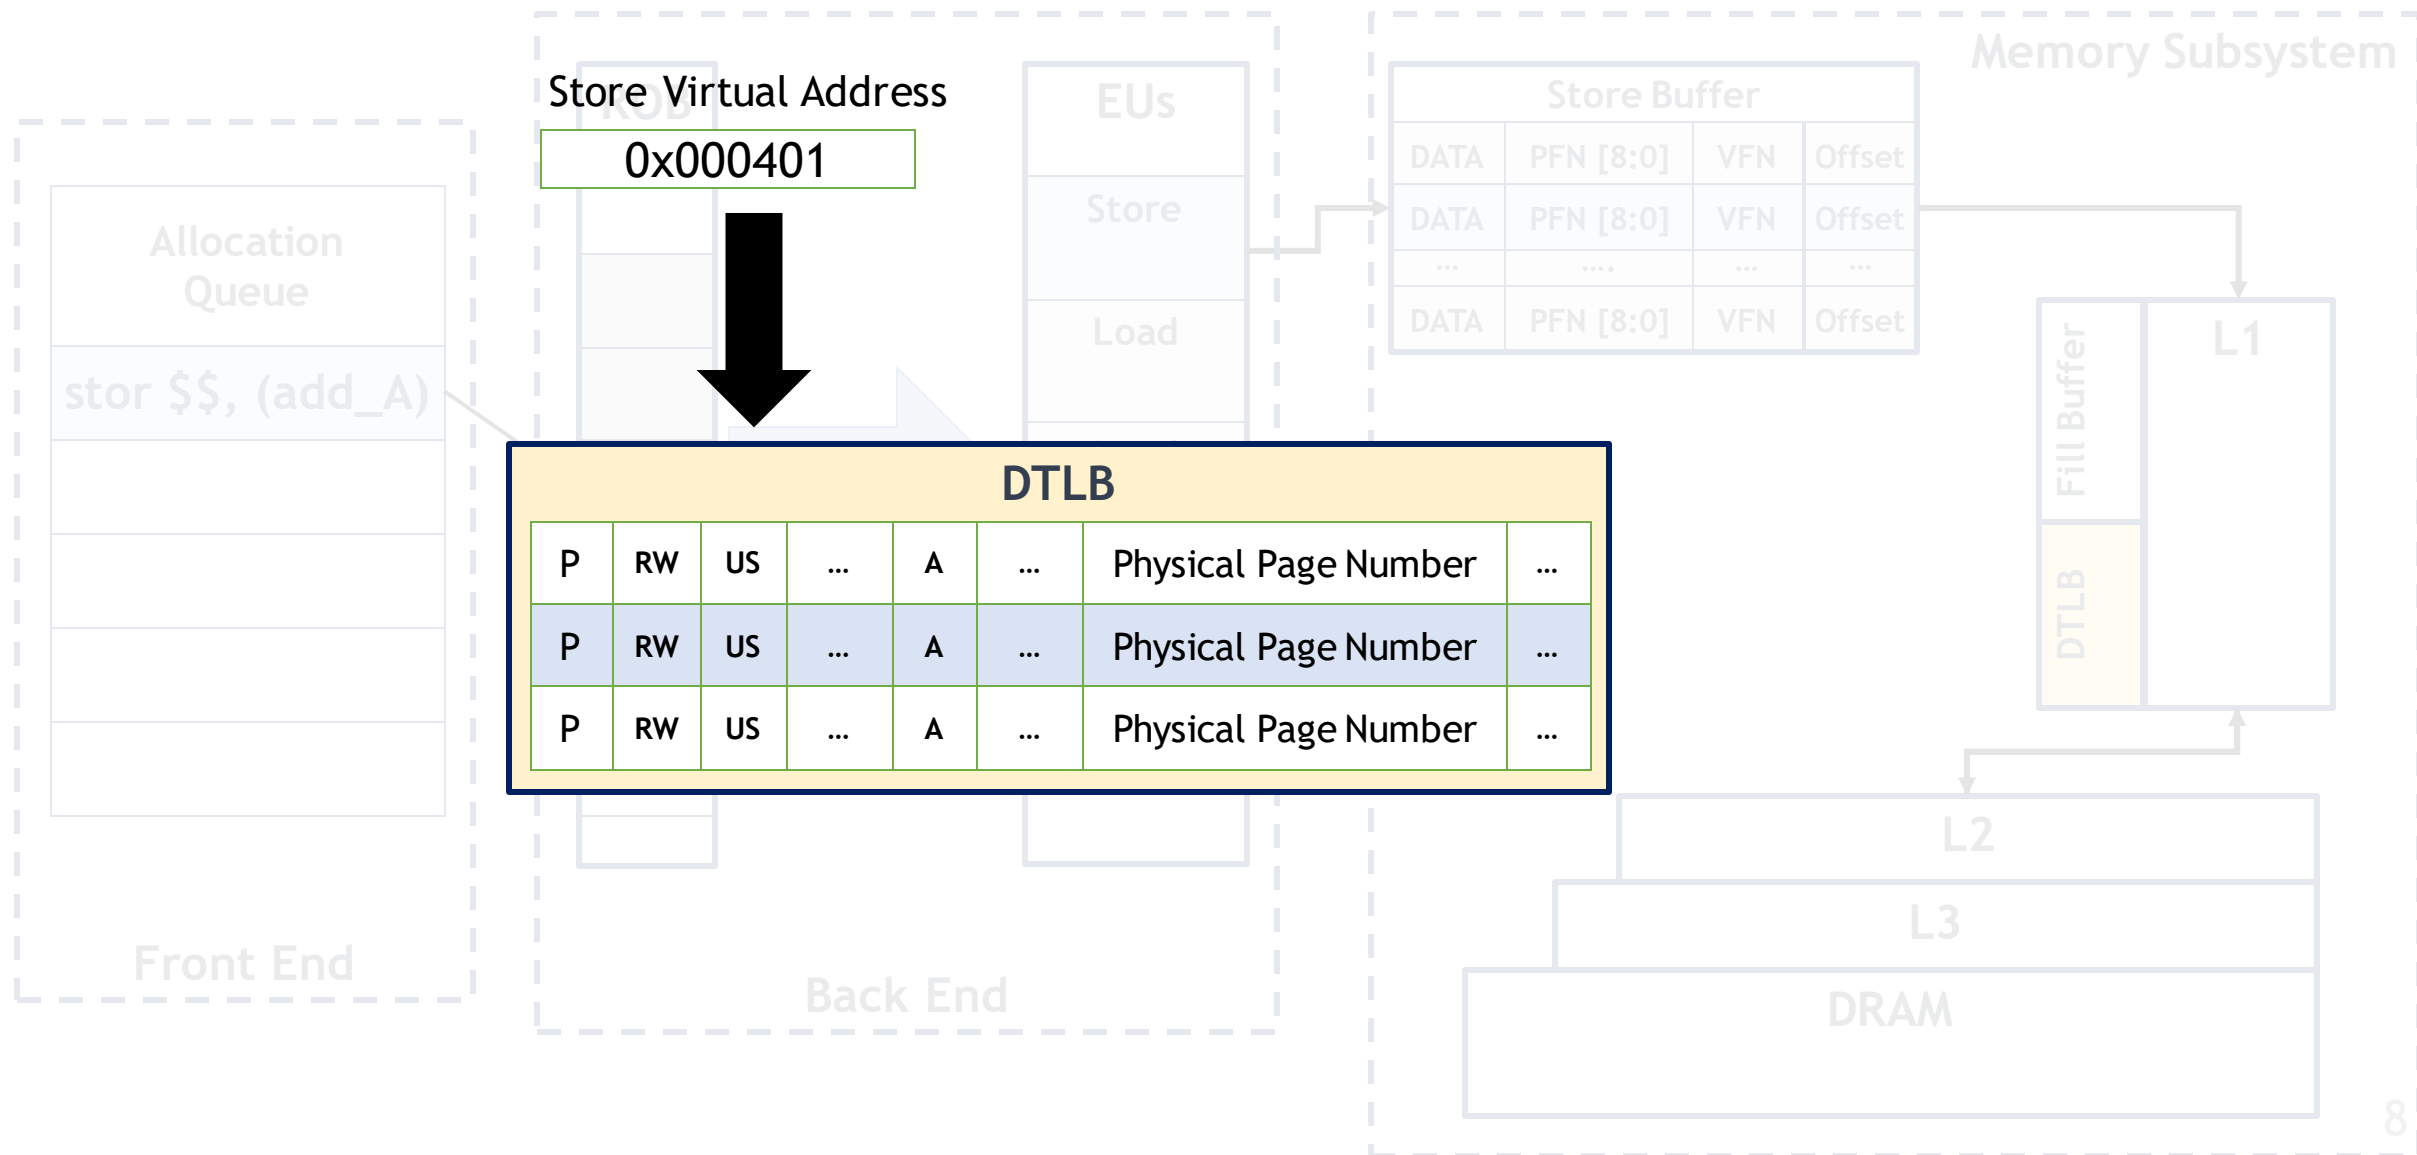 Memory Subsystem
Store Virtual Address
ROB
0x000401
EUs
Store
Load
Store Buffer
DATA PFN [8:0] VFN Offset
DATA PFN [8:0] VFN Offset
... .... ... ...
DATA PFN [8:0] VFN Offset
Allocation
Queue
stor $$, (add_A)
Fill Buffer
L1
DTLB
DTLB
P RW US ... A ... Physical Page Number ...
P RW US ... A ... Physical Page Number ...
P RW US ... A ... Physical Page Number ...
L2
L3
DRAM
Front End
Back End
8